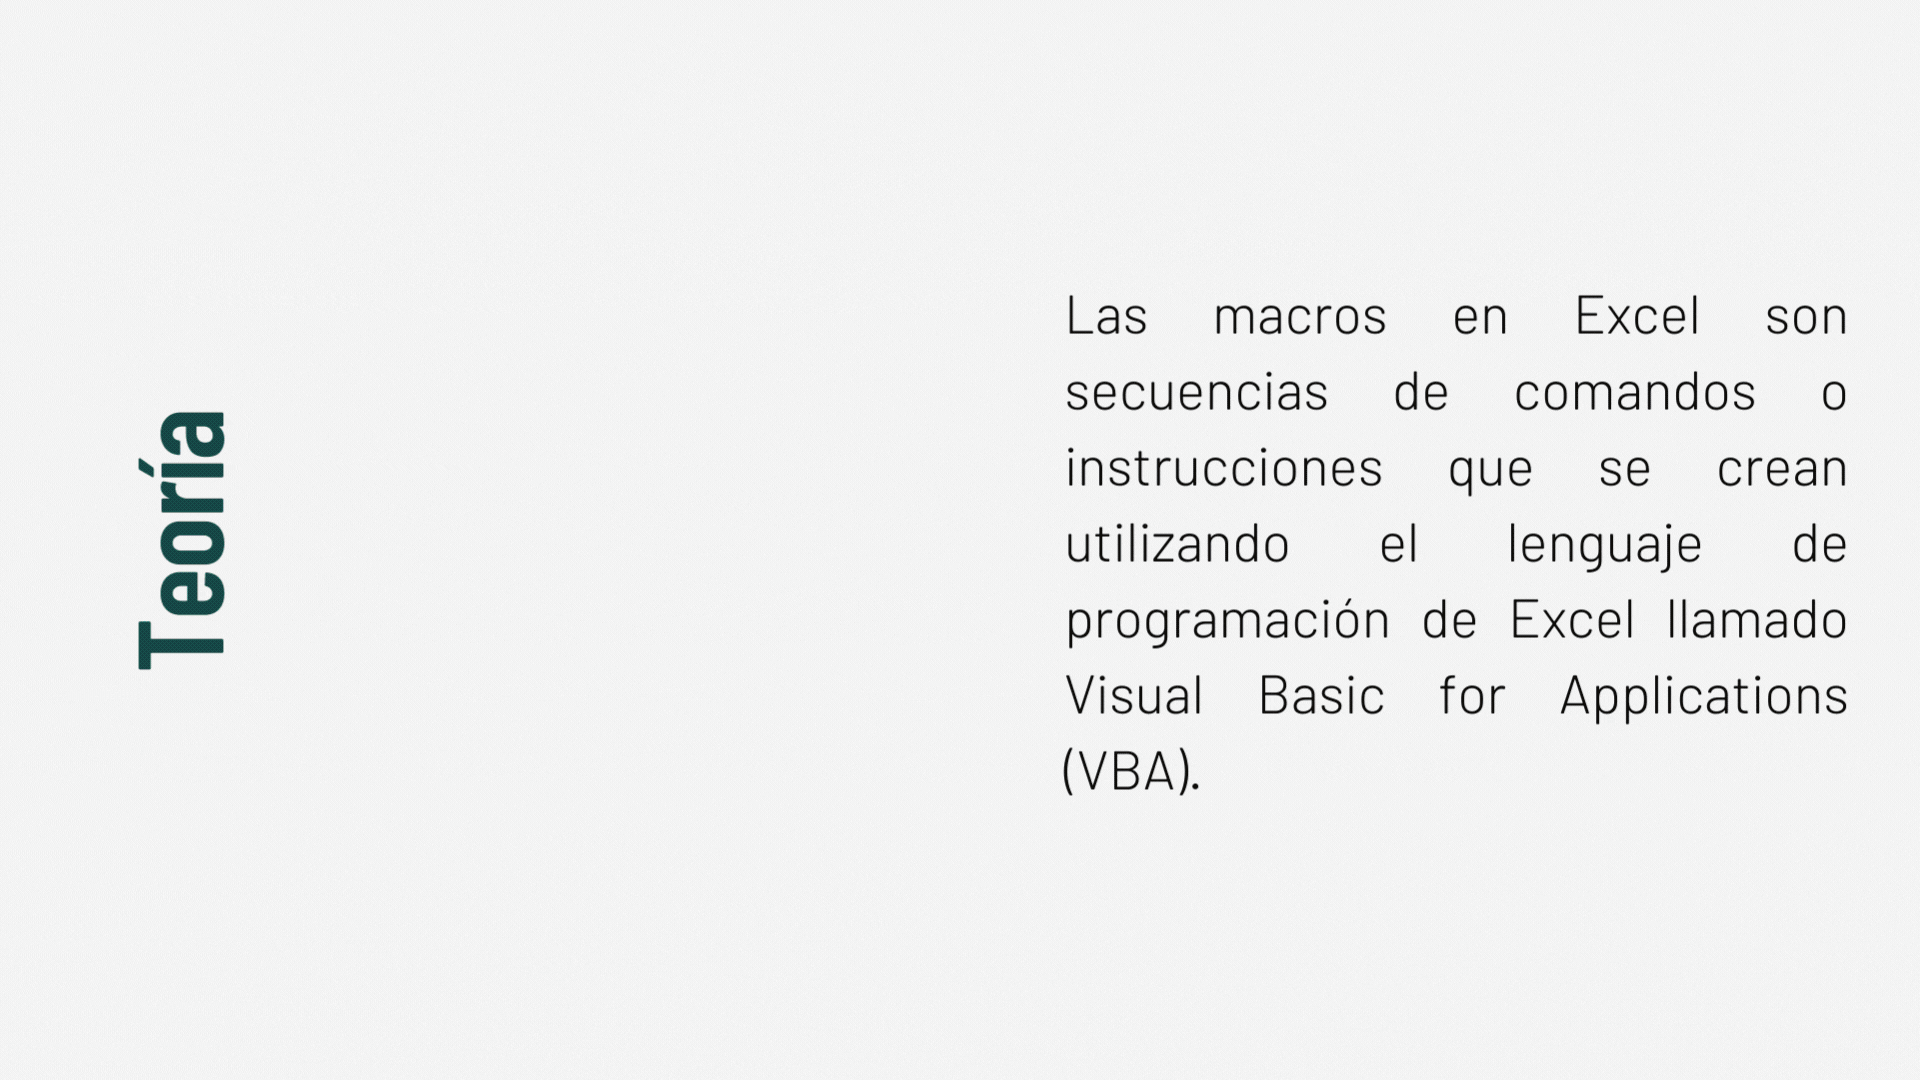 Teoría
Las macros en Excel son
secuencias de comandos o
instrucciones que se crean
utilizando el lenguaje de
programación de Excel llamado
Visual Basic for Applications
(VBA).